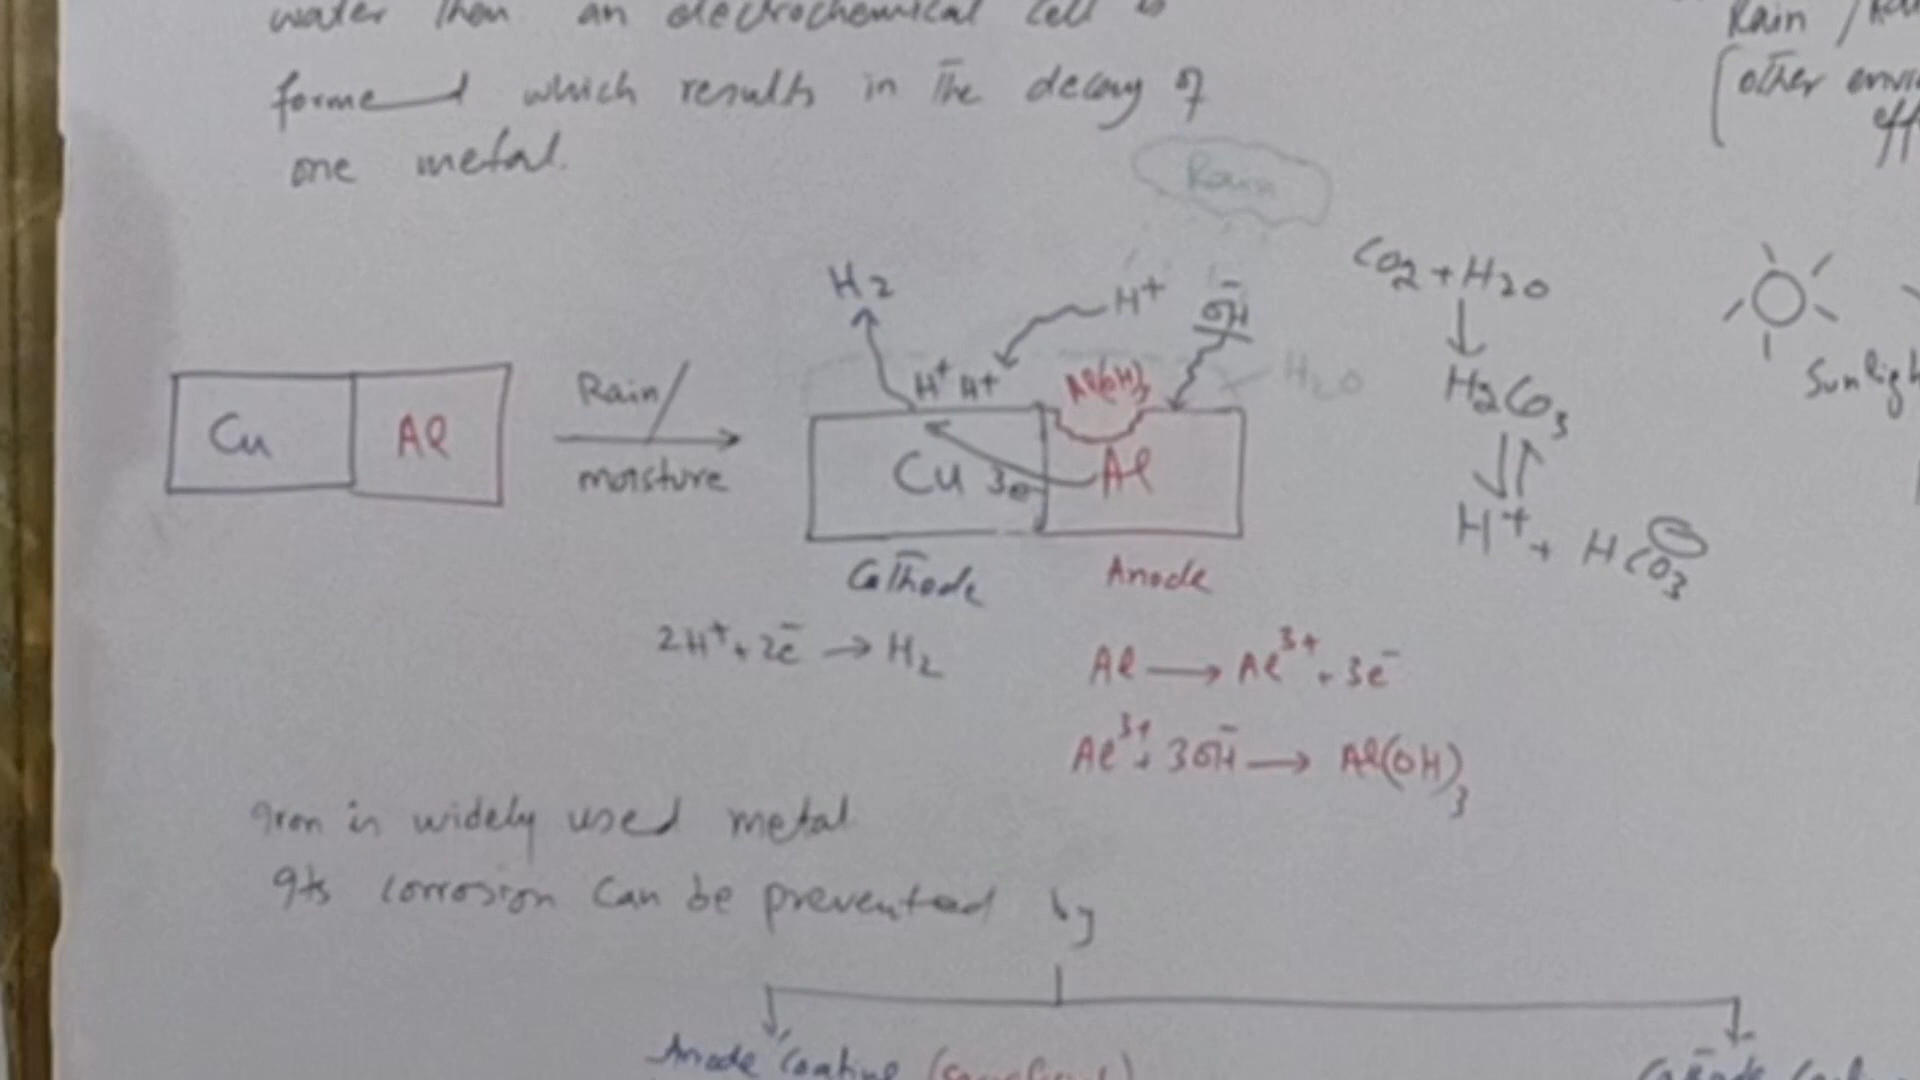 water then an electrochemical cell is
formed which results in the decay of
one metal.
Rain /
(other
Rain
CO2 + H2O
H2
H+
OH-
H+ H+
Al(OH)3
H2O
H2CO3
Sunligh
Cu Al
Rain/
moisture
Cu 3e- Al
H+ + HCO3-
Cathode Anode
2H+ + 2e- → H2
Al → Al3+ + 3e-
Al3+ + 3OH- → Al(OH)3
Iron is widely used metal
Its corrosion can be prevented by
Anode coating